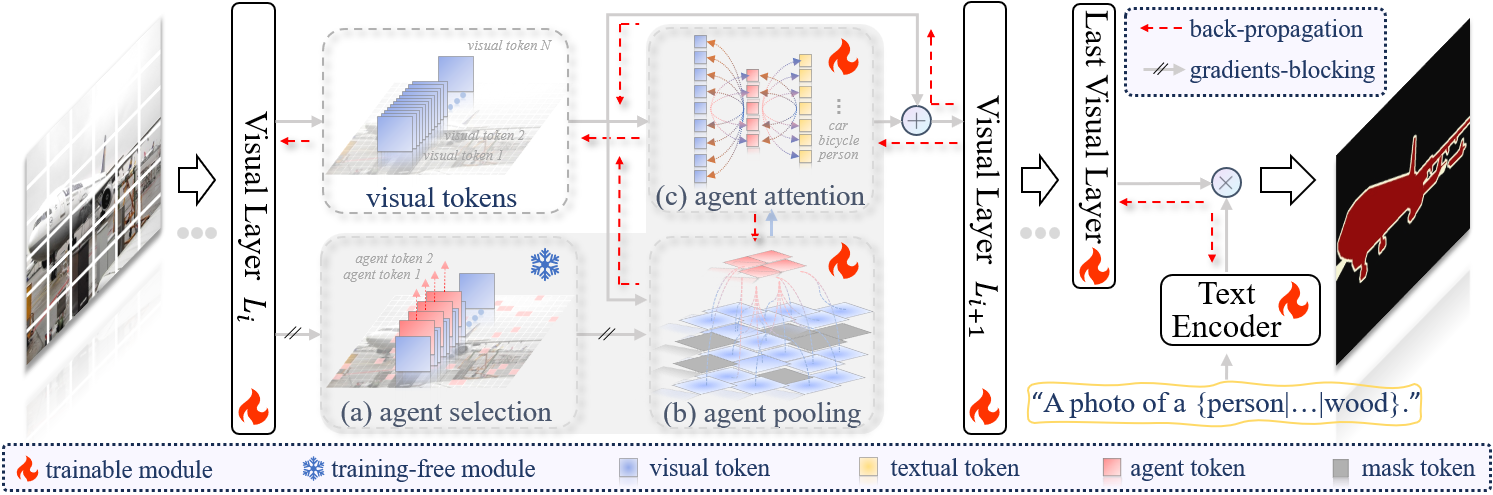 Visual Layer L_i
visual token N
visual token 2
visual token 1
visual tokens
agent token 2
agent token 1
(a) agent selection
car
bicycle
person
(c) agent attention
(b) agent pooling
Visual Layer L_{i+1}
Last Visual Layer
back-propagation
gradients-blocking
Text
Encoder
“A photo of a {person|…|wood}.”
trainable module
training-free module
visual token
textual token
agent token
mask token